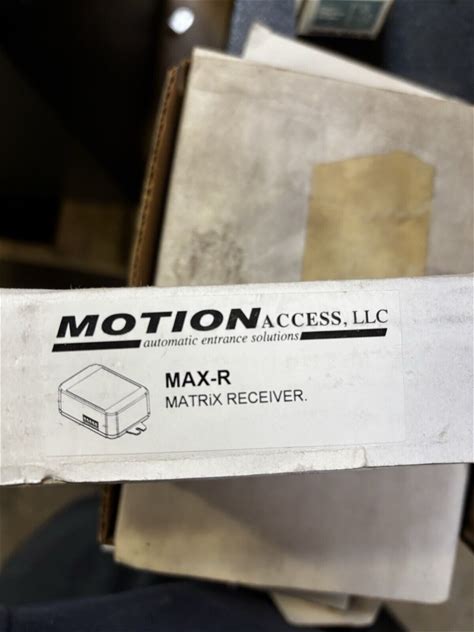 MOTION ACCESS, LLC
automatic entrance solutions
MAX-R
MATRiX RECEIVER.